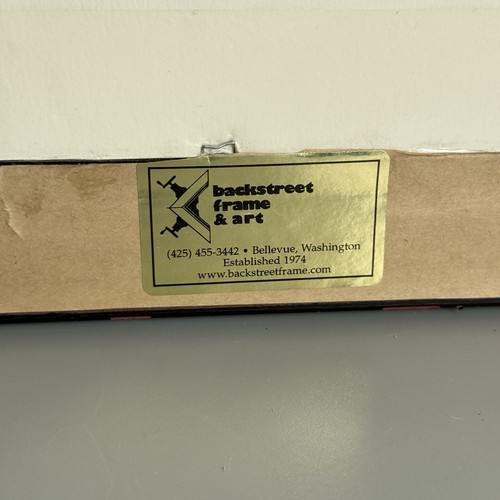 backstreet
frame
& art
(425) 455-3442 • Bellevue, Washington
Established 1974
www.backstreetframe.com